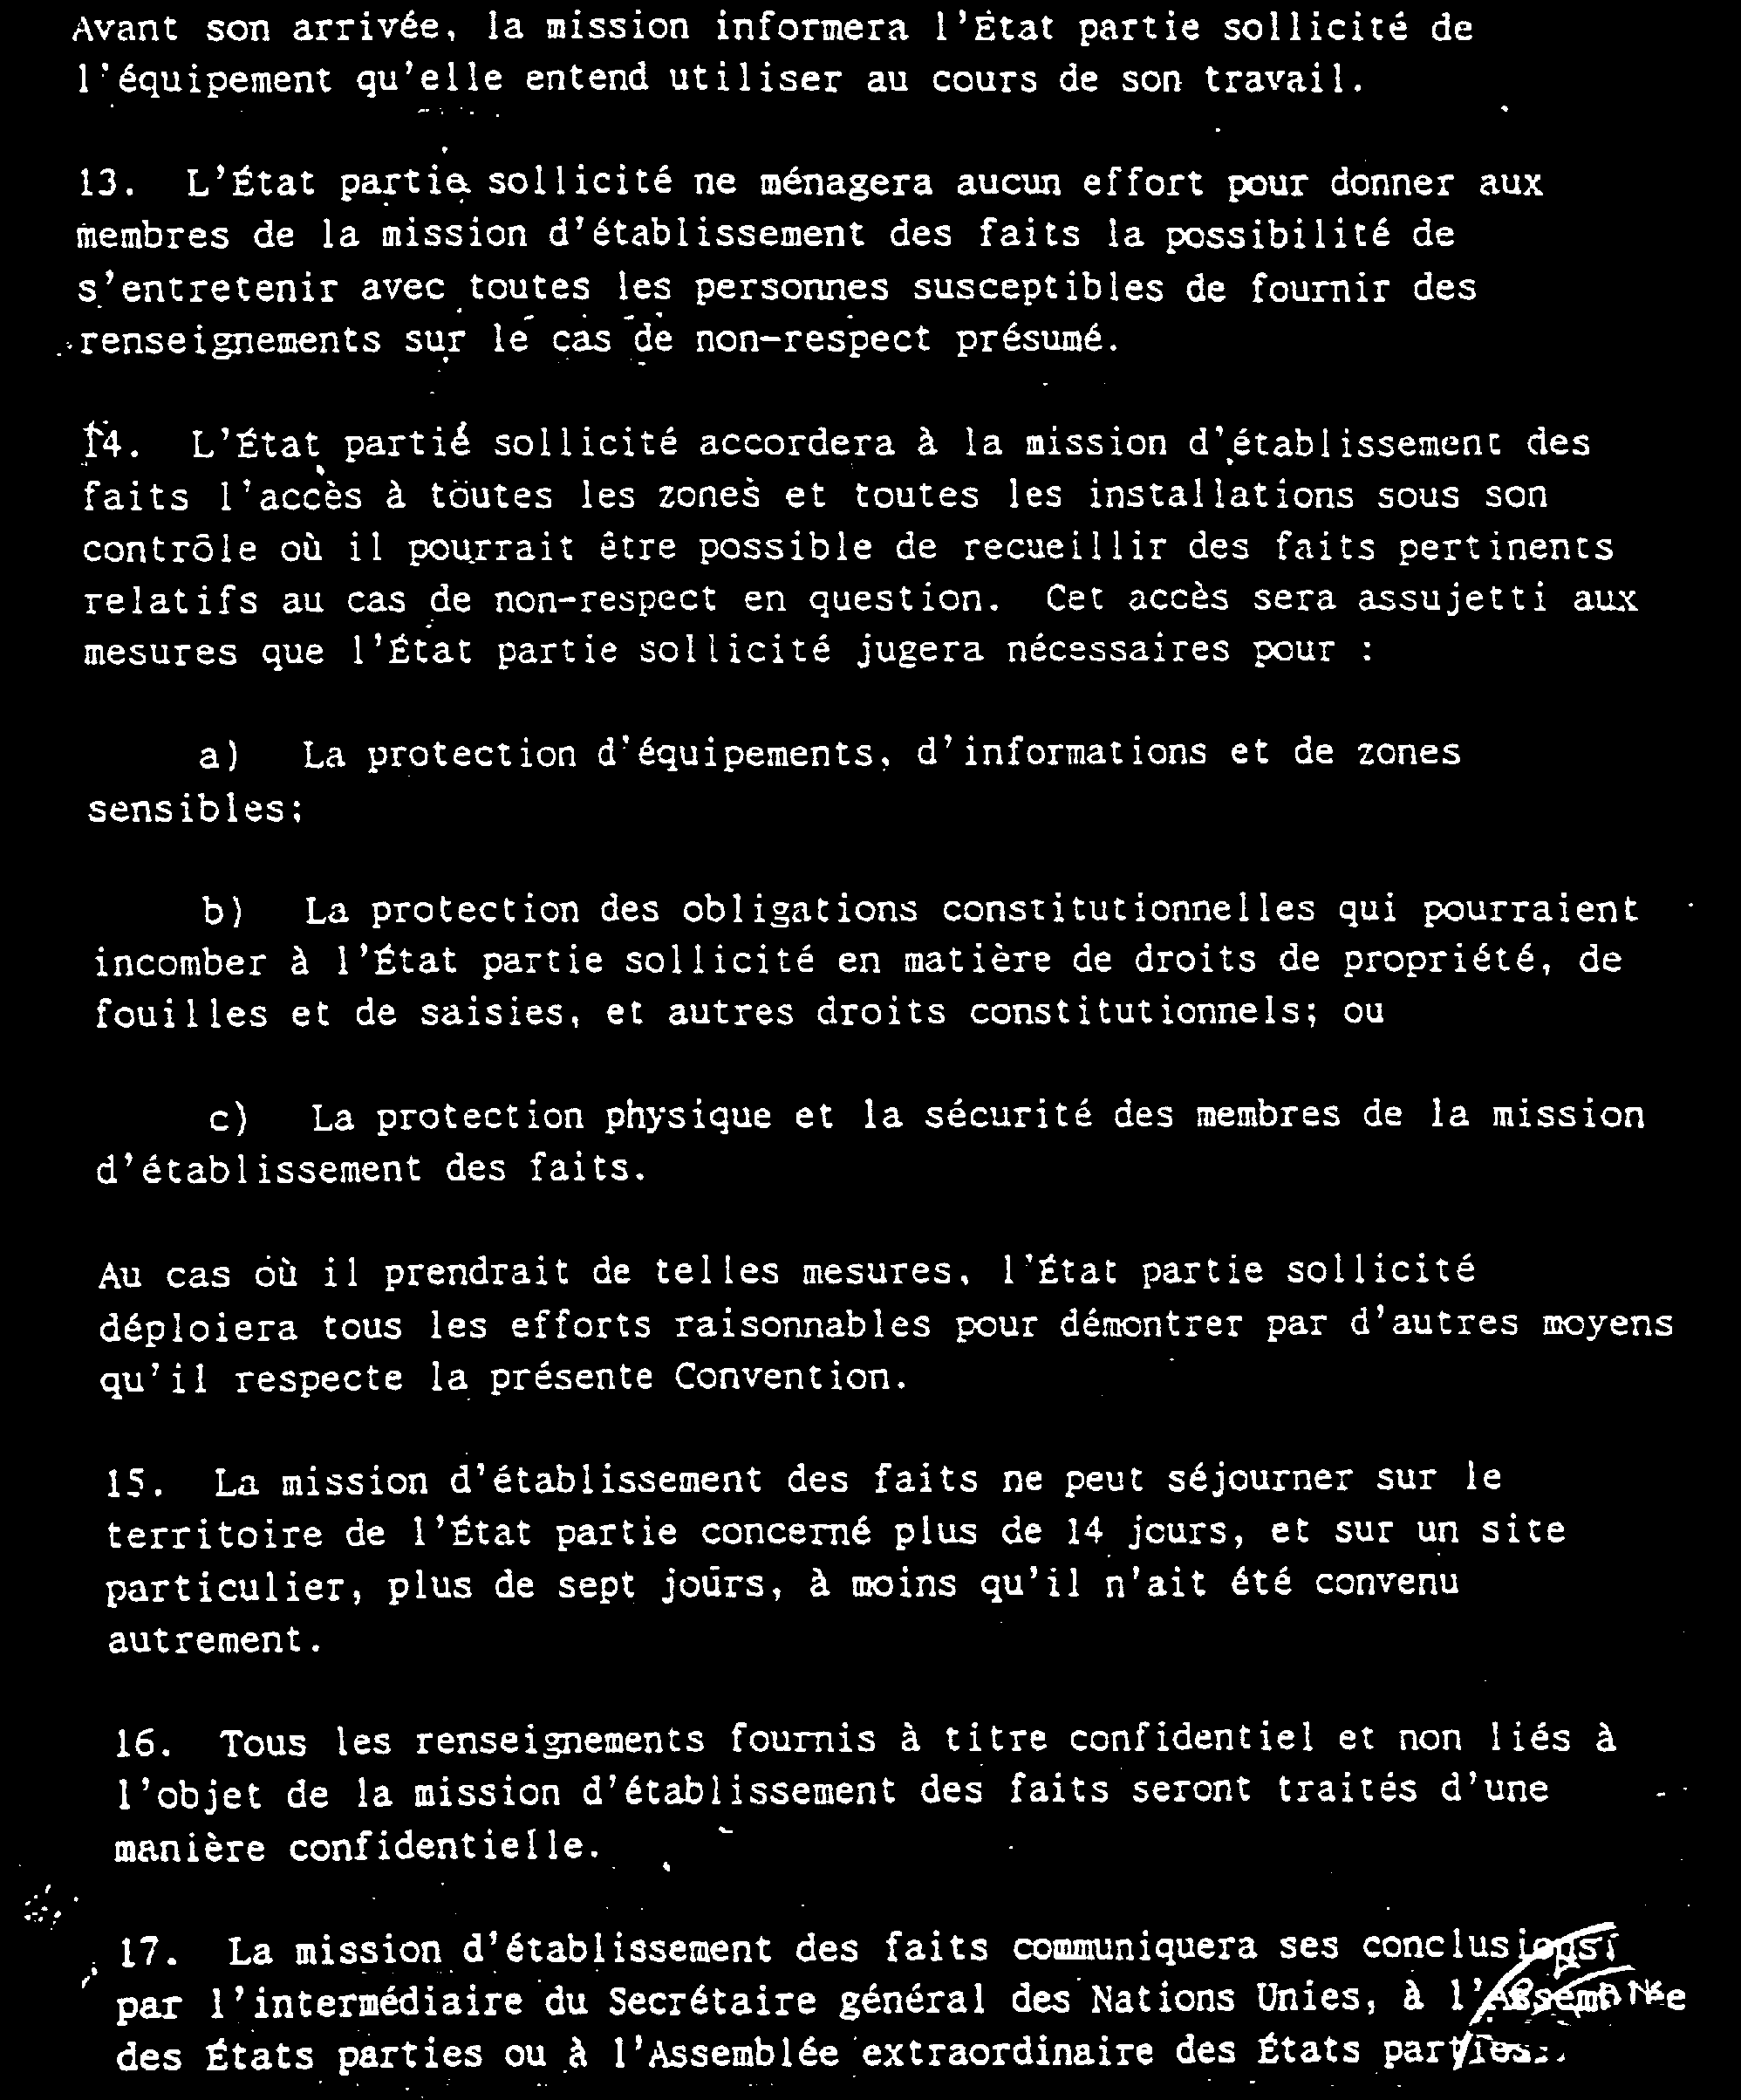 Avant son arrivée, la mission informera l'État partie sollicité de
l'équipement qu'elle entend utiliser au cours de son travail.
13. L'État partie sollicité ne ménagera aucun effort pour donner aux
membres de la mission d'établissement des faits la possibilité de
s'entretenir avec toutes les personnes susceptibles de fournir des
renseignements sur le cas de non-respect présumé.
14. L'État partie sollicité accordera à la mission d'établissement des
faits l'accès à toutes les zones et toutes les installations sous son
contrôle où il pourrait être possible de recueillir des faits pertinents
relatifs au cas de non-respect en question. Cet accès sera assujetti aux
mesures que l'État partie sollicité jugera nécessaires pour :
a) La protection d'équipements, d'informations et de zones
sensibles;
b) La protection des obligations constitutionnelles qui pourraient
incomber à l'État partie sollicité en matière de droits de propriété, de
fouilles et de saisies, et autres droits constitutionnels; ou
c) La protection physique et la sécurité des membres de la mission
d'établissement des faits.
Au cas où il prendrait de telles mesures, l'État partie sollicité
déploiera tous les efforts raisonnables pour démontrer par d'autres moyens
qu'il respecte la présente Convention.
15. La mission d'établissement des faits ne peut séjourner sur le
territoire de l'État partie concerné plus de 14 jours, et sur un site
particulier, plus de sept jours, à moins qu'il n'ait été convenu
autrement.
16. Tous les renseignements fournis à titre confidentiel et non liés à
l'objet de la mission d'établissement des faits seront traités d'une
manière confidentielle.
17. La mission d'établissement des faits communiquera ses conclusions
par l'intermédiaire du Secrétaire général des Nations Unies, à l'Assemblée
des États parties ou à l'Assemblée extraordinaire des États parties.